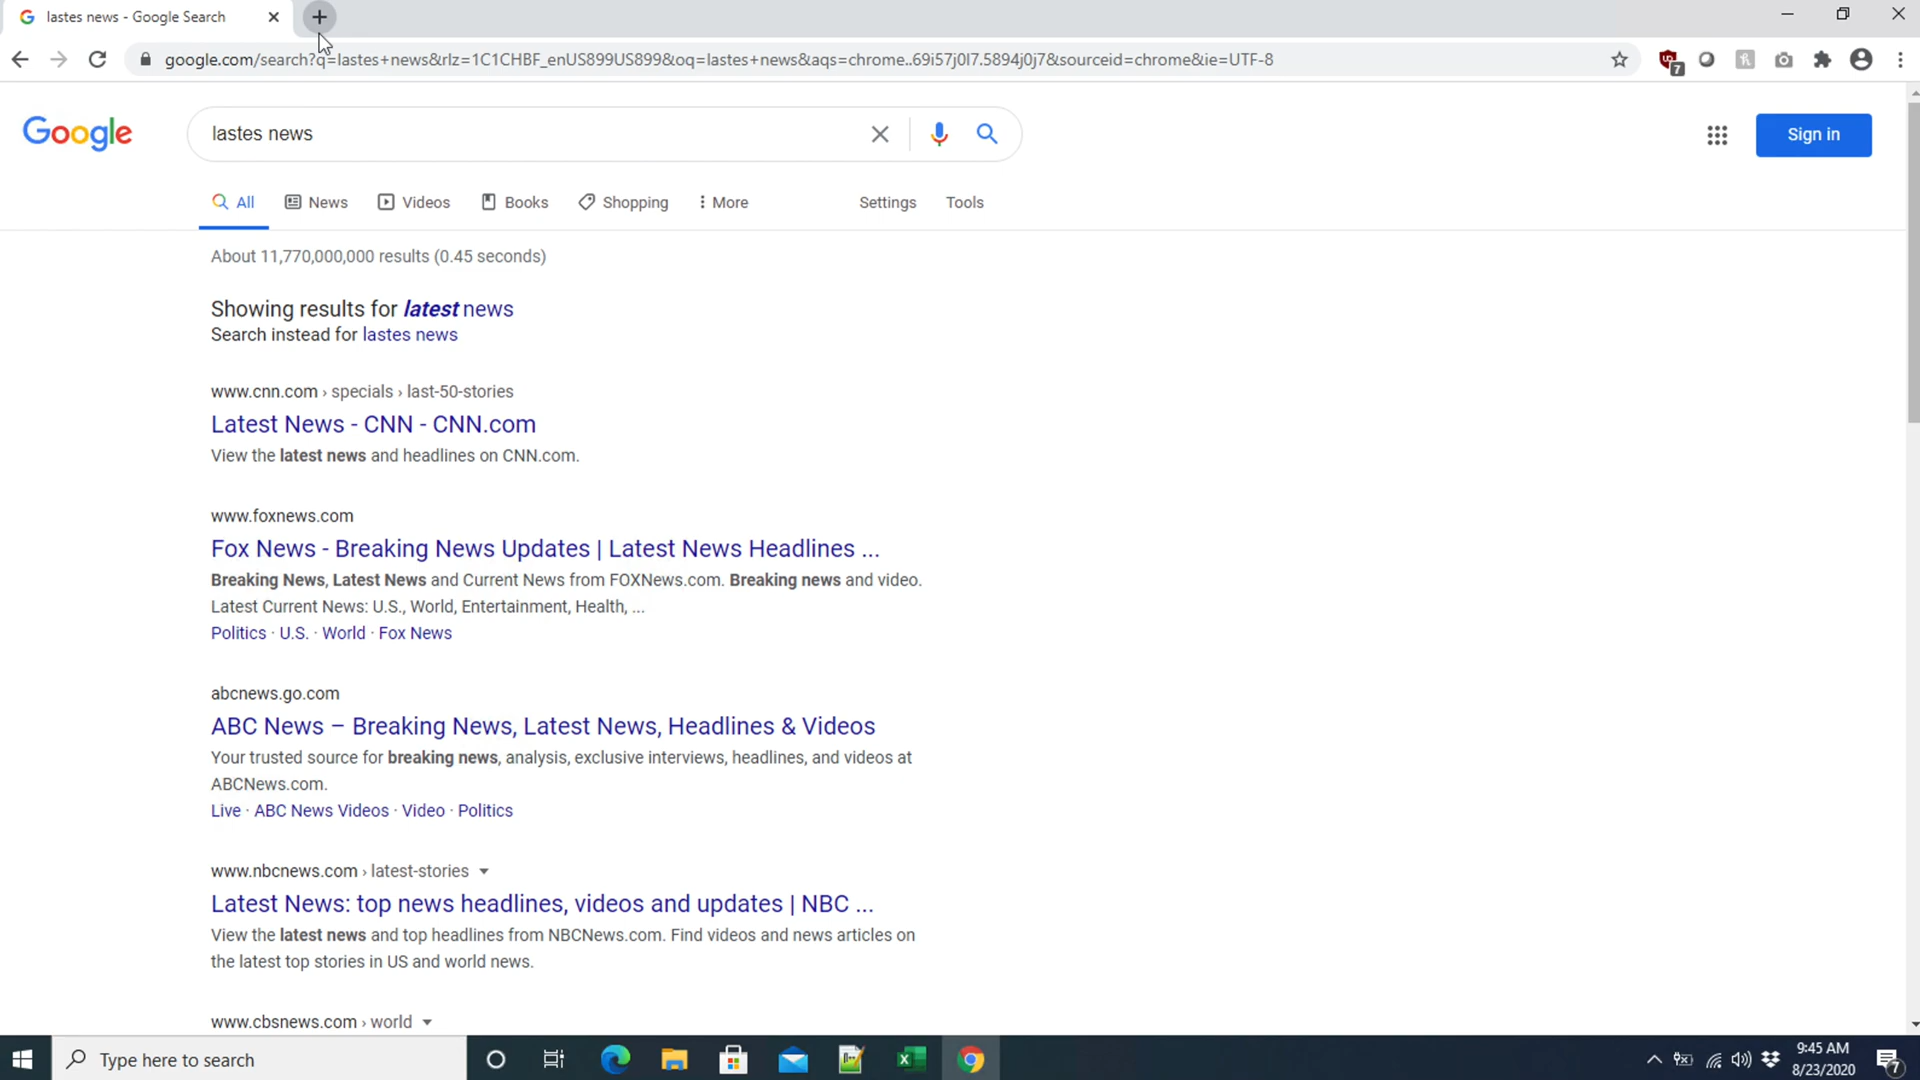 lastes news - Google Search
google.com/search?q=lastes+news&rlz=1C1CHBF_enUS899US899&oq=lastes+news&aqs=chrome..69i57j0l7.5894j0j7&sourceid=chrome&ie=UTF-8
7
Google
lastes news
Sign in
All News Videos Books Shopping More Settings Tools
About 11,770,000,000 results (0.45 seconds)
Showing results for latest news
Search instead for lastes news
www.cnn.com › specials › last-50-stories
Latest News - CNN - CNN.com
View the latest news and headlines on CNN.com.
www.foxnews.com
Fox News - Breaking News Updates | Latest News Headlines ...
Breaking News, Latest News and Current News from FOXNews.com. Breaking news and video.
Latest Current News: U.S., World, Entertainment, Health, ...
Politics · U.S. · World · Fox News
abcnews.go.com
ABC News – Breaking News, Latest News, Headlines & Videos
Your trusted source for breaking news, analysis, exclusive interviews, headlines, and videos at
ABCNews.com.
Live · ABC News Videos · Video · Politics
www.nbcnews.com › latest-stories
Latest News: top news headlines, videos and updates | NBC ...
View the latest news and top headlines from NBCNews.com. Find videos and news articles on
the latest top stories in US and world news.
www.cbsnews.com › world
Type here to search
9:45 AM
8/23/2020
7